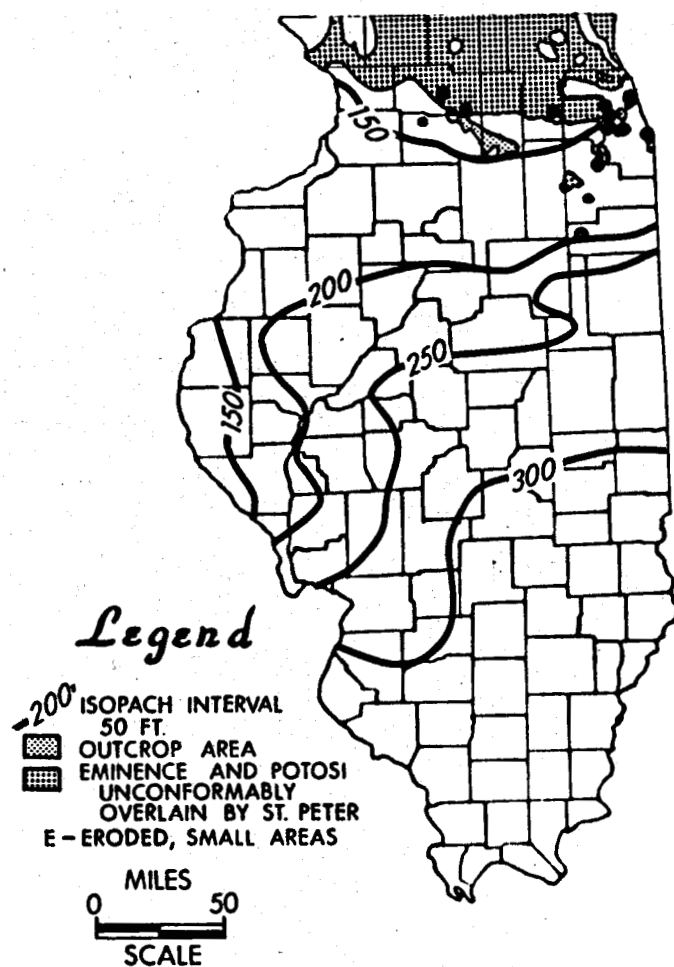 150
200
250
150
300
Legend
200' ISOPACH INTERVAL
50 FT.
OUTCROP AREA
EMINENCE AND POTOSI
UNCONFORMABLY
OVERLAIN BY ST. PETER
E - ERODED, SMALL AREAS
MILES
0 50
SCALE